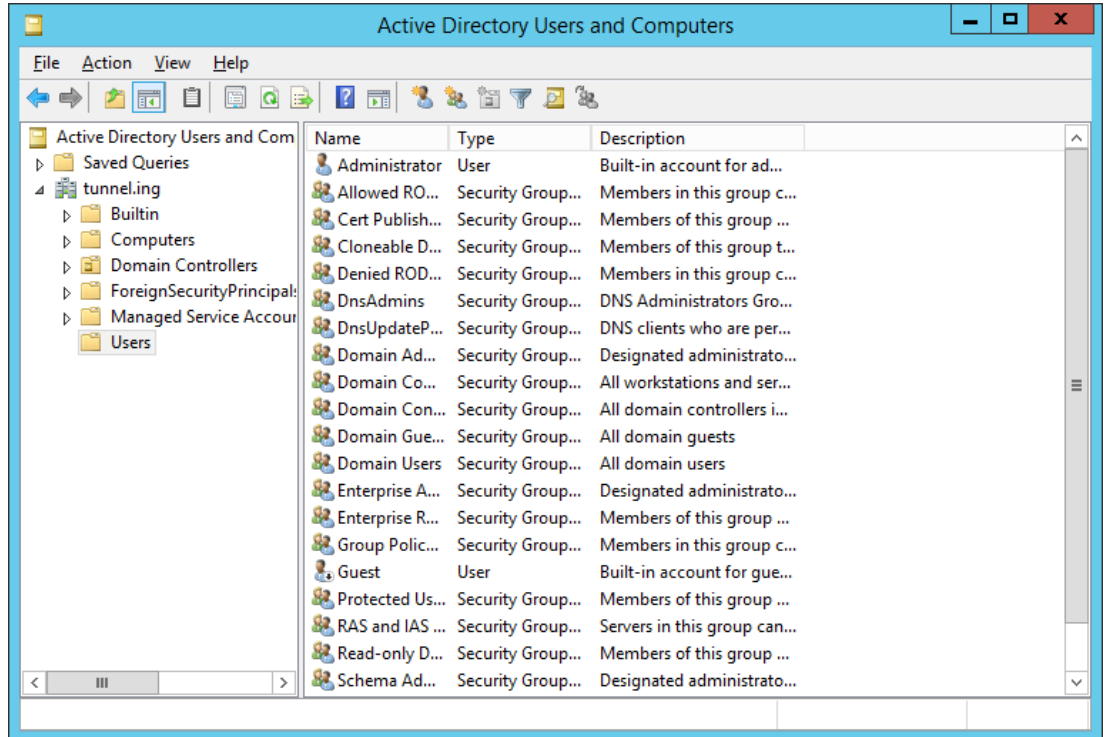 Active Directory Users and Computers
File Action View Help
Active Directory Users and Com
Saved Queries
tunnel.ing
Builtin
Computers
Domain Controllers
ForeignSecurityPrincipals
Managed Service Accour
Users
Name Type Description
Administrator User Built-in account for ad...
Allowed RO... Security Group... Members in this group c...
Cert Publish... Security Group... Members of this group ...
Cloneable D... Security Group... Members of this group t...
Denied ROD... Security Group... Members in this group c...
DnsAdmins Security Group... DNS Administrators Gro...
DnsUpdateP... Security Group... DNS clients who are per...
Domain Ad... Security Group... Designated administrato...
Domain Co... Security Group... All workstations and ser...
Domain Con... Security Group... All domain controllers i...
Domain Gue... Security Group... All domain guests
Domain Users Security Group... All domain users
Enterprise A... Security Group... Designated administrato...
Enterprise R... Security Group... Members of this group ...
Group Polic... Security Group... Members in this group c...
Guest User Built-in account for gue...
Protected Us... Security Group... Members of this group ...
RAS and IAS ... Security Group... Servers in this group can...
Read-only D... Security Group... Members of this group ...
Schema Ad... Security Group... Designated administrato...